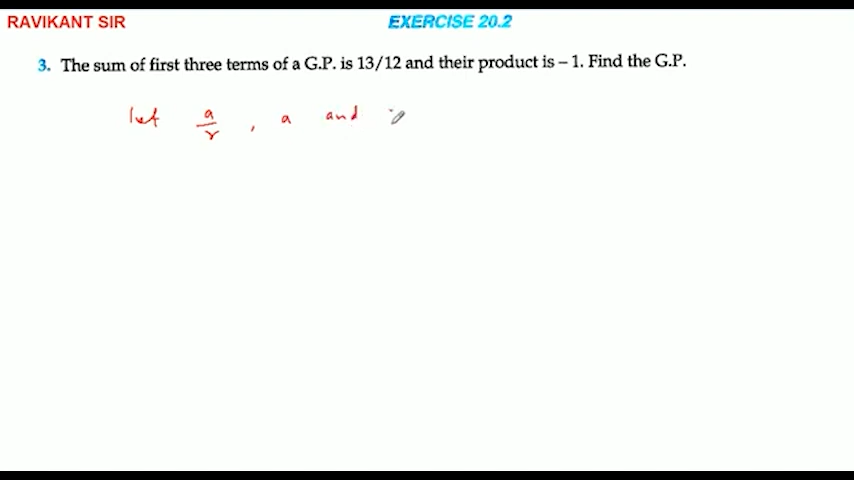 RAVIKANT SIR EXERCISE 20.2
3. The sum of first three terms of a G.P. is 13/12 and their product is – 1. Find the G.P.
let a/r , a and